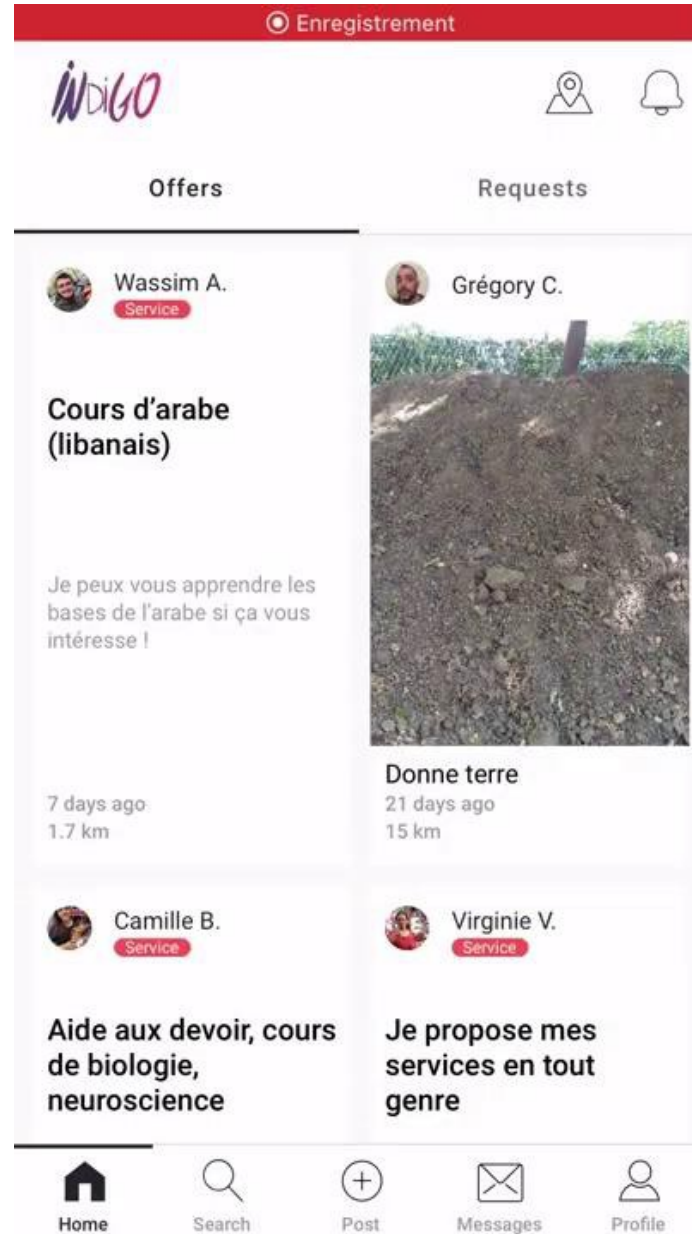 Enregistrement
iNDiGO
Offers
Requests
Wassim A.
Service
Cours d'arabe
(libanais)
Je peux vous apprendre les
bases de l'arabe si ça vous
intéresse !
7 days ago
1.7 km
Grégory C.
Donne terre
21 days ago
15 km
Camille B.
Service
Aide aux devoir, cours
de biologie,
neuroscience
Virginie V.
Service
Je propose mes
services en tout
genre
Home
Search
Post
Messages
Profile